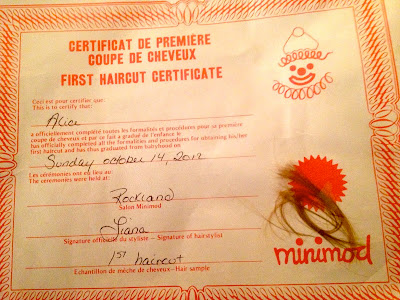 CERTIFICAT DE PREMIÈRE
COUPE DE CHEVEUX
FIRST HAIRCUT CERTIFICATE
Ceci est pour certifier que:
This is to certify that:
Alice
a officiellement complété toutes les formalités et procédures pour sa première
coupe de cheveux et par ce fait a gradué de l'enfance le
has officially completed all the formalities and procedures for obtaining his/her
first haircut and has thus graduated from babyhood on
Sunday october 14, 2012
Les cérémonies ont eu lieu au
The ceremonies were held at:
Rockland
Salon Minimod
Liana
Signature officielle du styliste - Signature of hairstylist
1ST haircut
Echantillon de mèche de cheveux - Hair sample
minimod